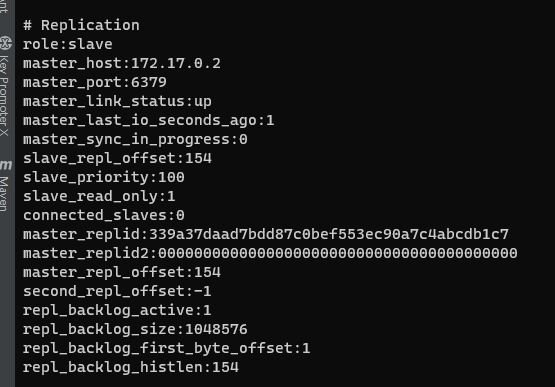 nt
Key Promoter X
m
Maven
# Replication
role:slave
master_host:172.17.0.2
master_port:6379
master_link_status:up
master_last_io_seconds_ago:1
master_sync_in_progress:0
slave_repl_offset:154
slave_priority:100
slave_read_only:1
connected_slaves:0
master_replid:339a37daad7bdd87c0bef553ec90a7c4abcdb1c7
master_replid2:0000000000000000000000000000000000000000
master_repl_offset:154
second_repl_offset:-1
repl_backlog_active:1
repl_backlog_size:1048576
repl_backlog_first_byte_offset:1
repl_backlog_histlen:154